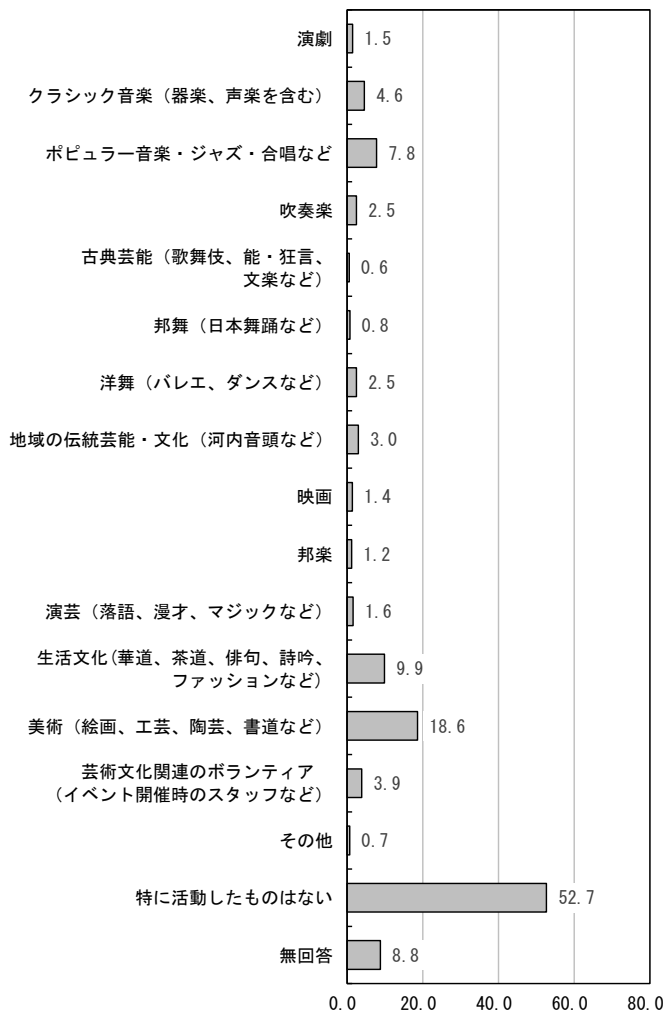 演劇 1.5
クラシック音楽（器楽、声楽を含む） 4.6
ポピュラー音楽・ジャズ・合唱など 7.8
吹奏楽 2.5
古典芸能（歌舞伎、能・狂言、
文楽など） 0.6
邦舞（日本舞踊など） 0.8
洋舞（バレエ、ダンスなど） 2.5
地域の伝統芸能・文化（河内音頭など） 3.0
映画 1.4
邦楽 1.2
演芸（落語、漫才、マジックなど） 1.6
生活文化(華道、茶道、俳句、詩吟、
ファッションなど) 9.9
美術（絵画、工芸、陶芸、書道など） 18.6
芸術文化関連のボランティア
（イベント開催時のスタッフなど） 3.9
その他 0.7
特に活動したものはない 52.7
無回答 8.8
0.0 20.0 40.0 60.0 80.0